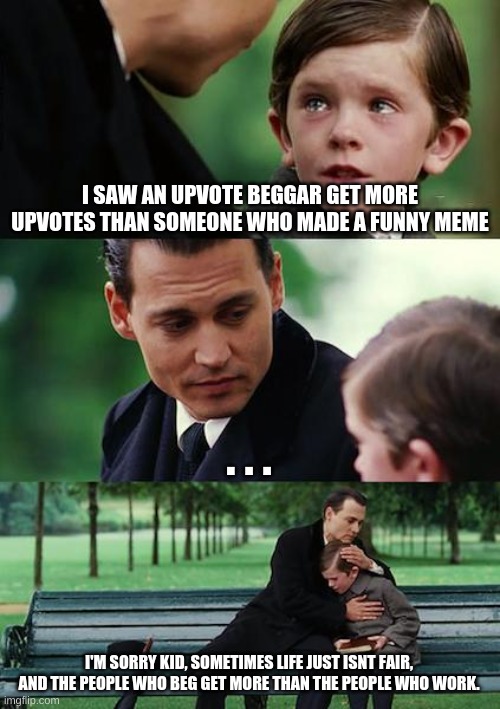 I SAW AN UPVOTE BEGGAR GET MORE
UPVOTES THAN SOMEONE WHO MADE A FUNNY MEME
. . .
I'M SORRY KID, SOMETIMES LIFE JUST ISNT FAIR,
AND THE PEOPLE WHO BEG GET MORE THAN THE PEOPLE WHO WORK.
imgflip.com